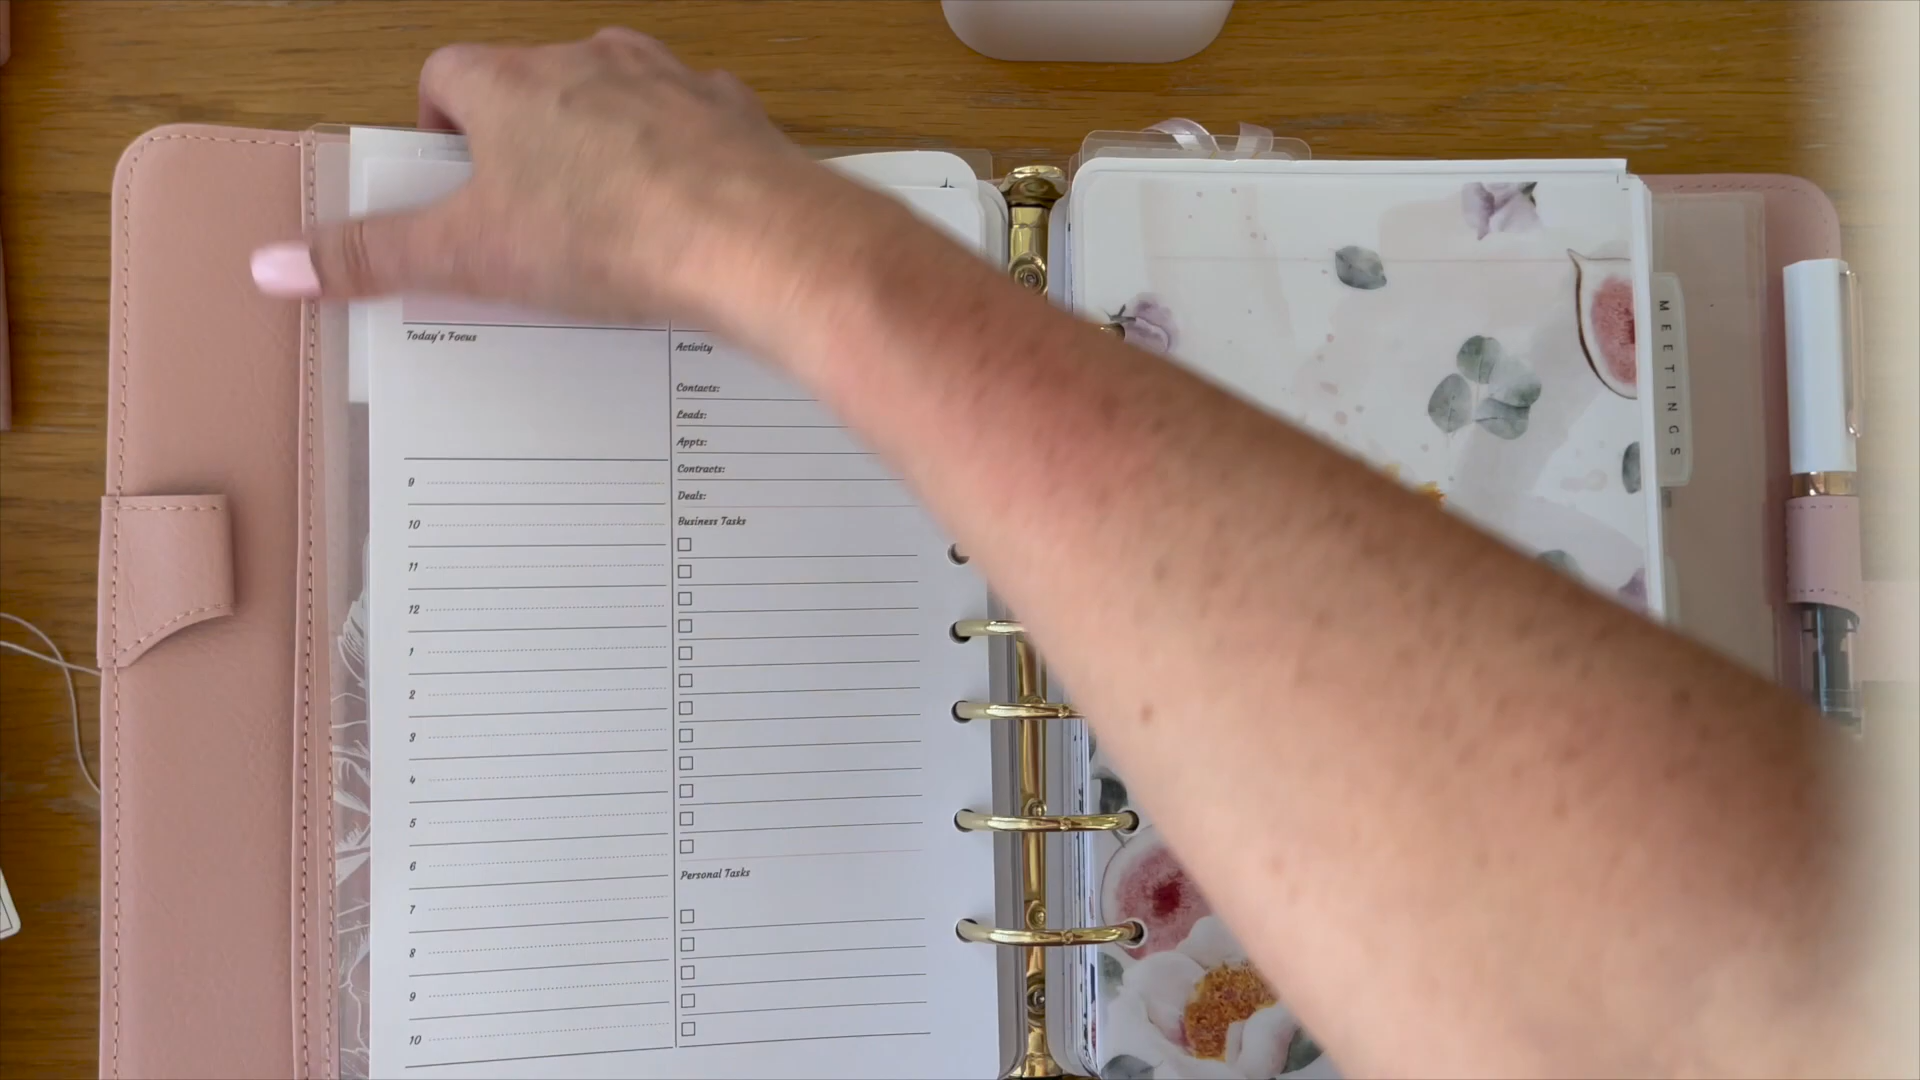 Today's Focus
9
10
11
12
1
2
3
4
5
6
7
8
9
10
Activity
Contacts:
Leads:
Appts:
Contracts:
Deals:
Business Tasks
Personal Tasks
MEETINGS